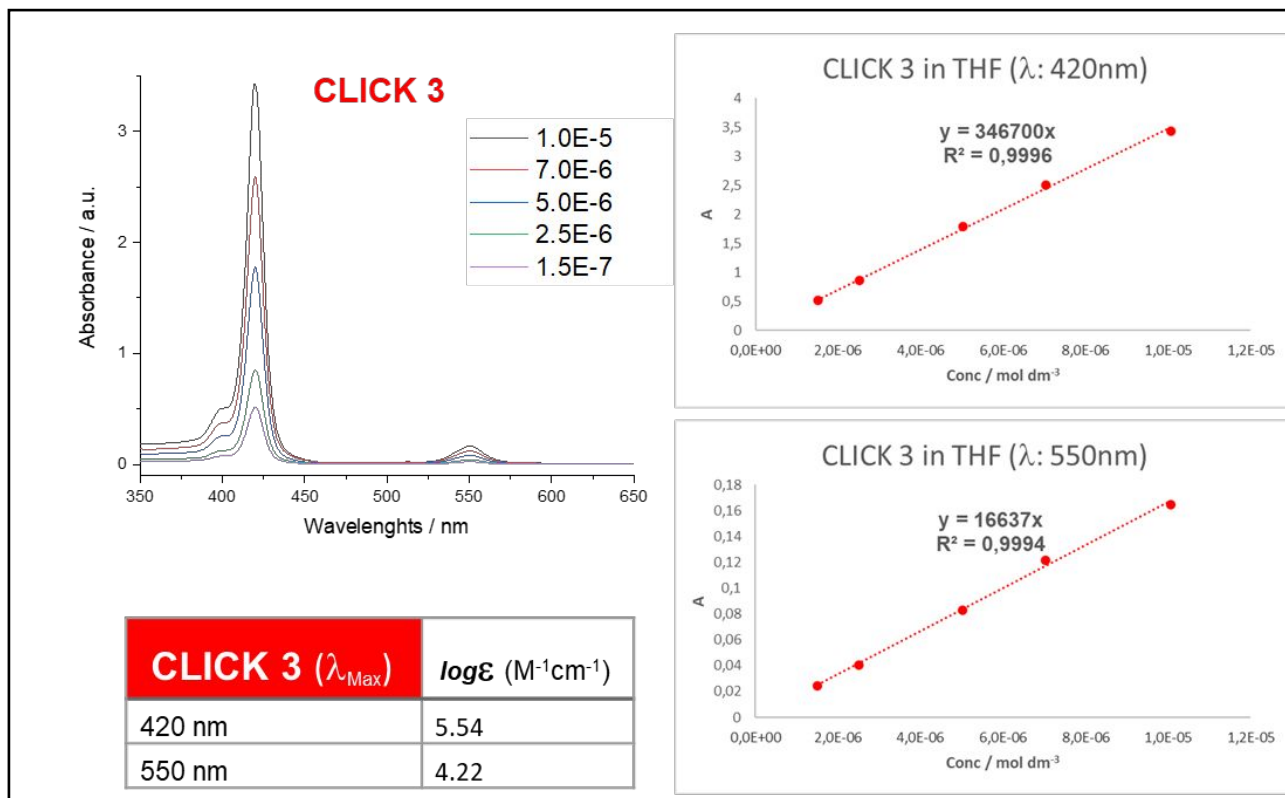 CLICK 3
Absorbance / a.u.
3
2
1
0
350 400 450 500 550 600 650
Wavelenghts / nm
1.0E-5
7.0E-6
5.0E-6
2.5E-6
1.5E-7
CLICK 3 (λMax) logε (M-1cm-1)
420 nm 5.54
550 nm 4.22
CLICK 3 in THF (λ: 420nm)
y = 346700x
R² = 0,9996
A
4
3,5
3
2,5
2
1,5
1
0,5
0
0,0E+00 2,0E-06 4,0E-06 6,0E-06 8,0E-06 1,0E-05 1,2E-05
Conc / mol dm-3
CLICK 3 in THF (λ: 550nm)
y = 16637x
R² = 0,9994
A
0,18
0,16
0,14
0,12
0,1
0,08
0,06
0,04
0,02
0
0,0E+00 2,0E-06 4,0E-06 6,0E-06 8,0E-06 1,0E-05 1,2E-05
Conc / mol dm-3